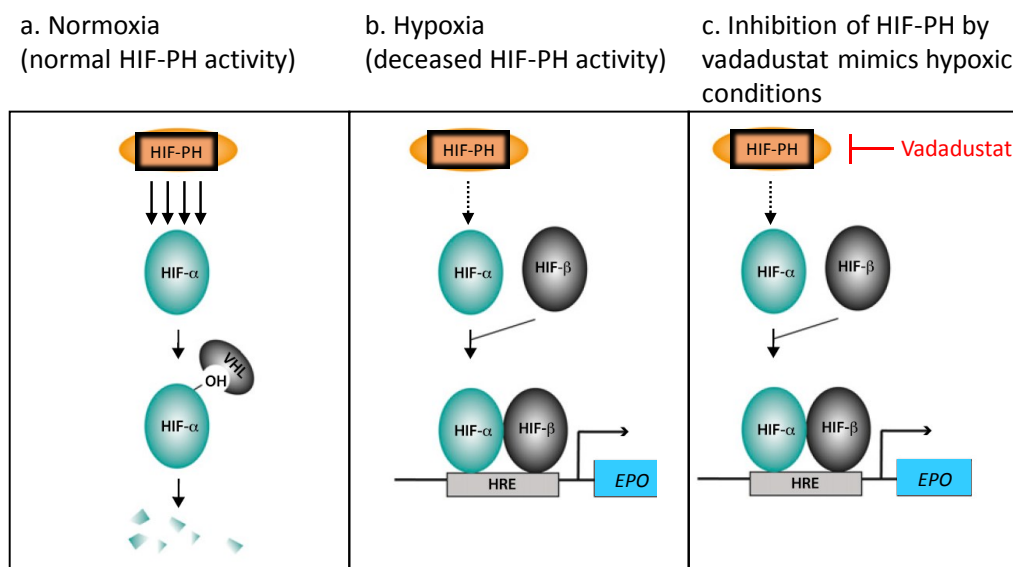 a. Normoxia
(normal HIF-PH activity)
b. Hypoxia
(deceased HIF-PH activity)
c. Inhibition of HIF-PH by
vadadustat mimics hypoxic
conditions
HIF-PH
HIF-α
OH
VHL
HIF-α
HIF-PH
HIF-α
HIF-β
HIF-α
HIF-β
HRE
EPO
HIF-PH
Vadadustat
HIF-α
HIF-β
HIF-α
HIF-β
HRE
EPO